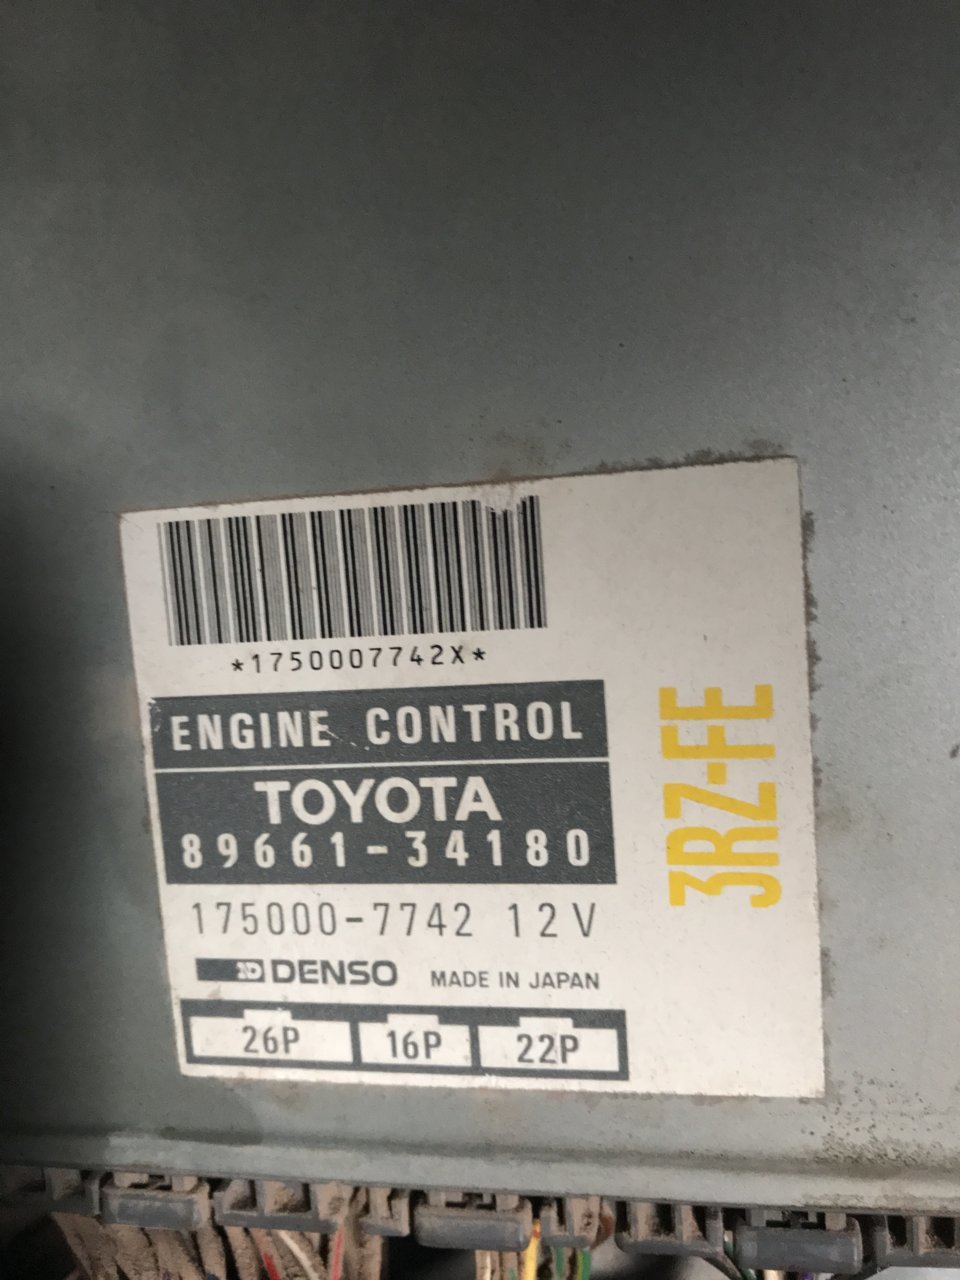 *1750007742X*
ENGINE CONTROL
TOYOTA
89661-34180
175000-7742 12V
DENSO MADE IN JAPAN
26P 16P 22P
3RZ-FE